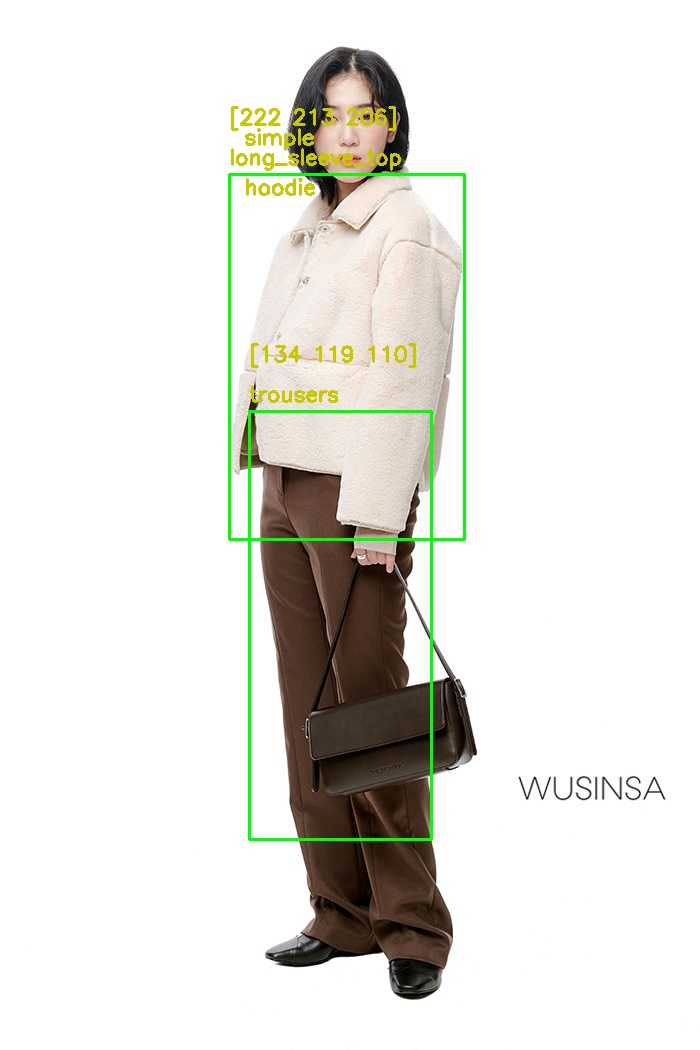 [222 213 206]
simple
long_sleeve_top
hoodie
[134 119 110]
trousers
WUSINSA